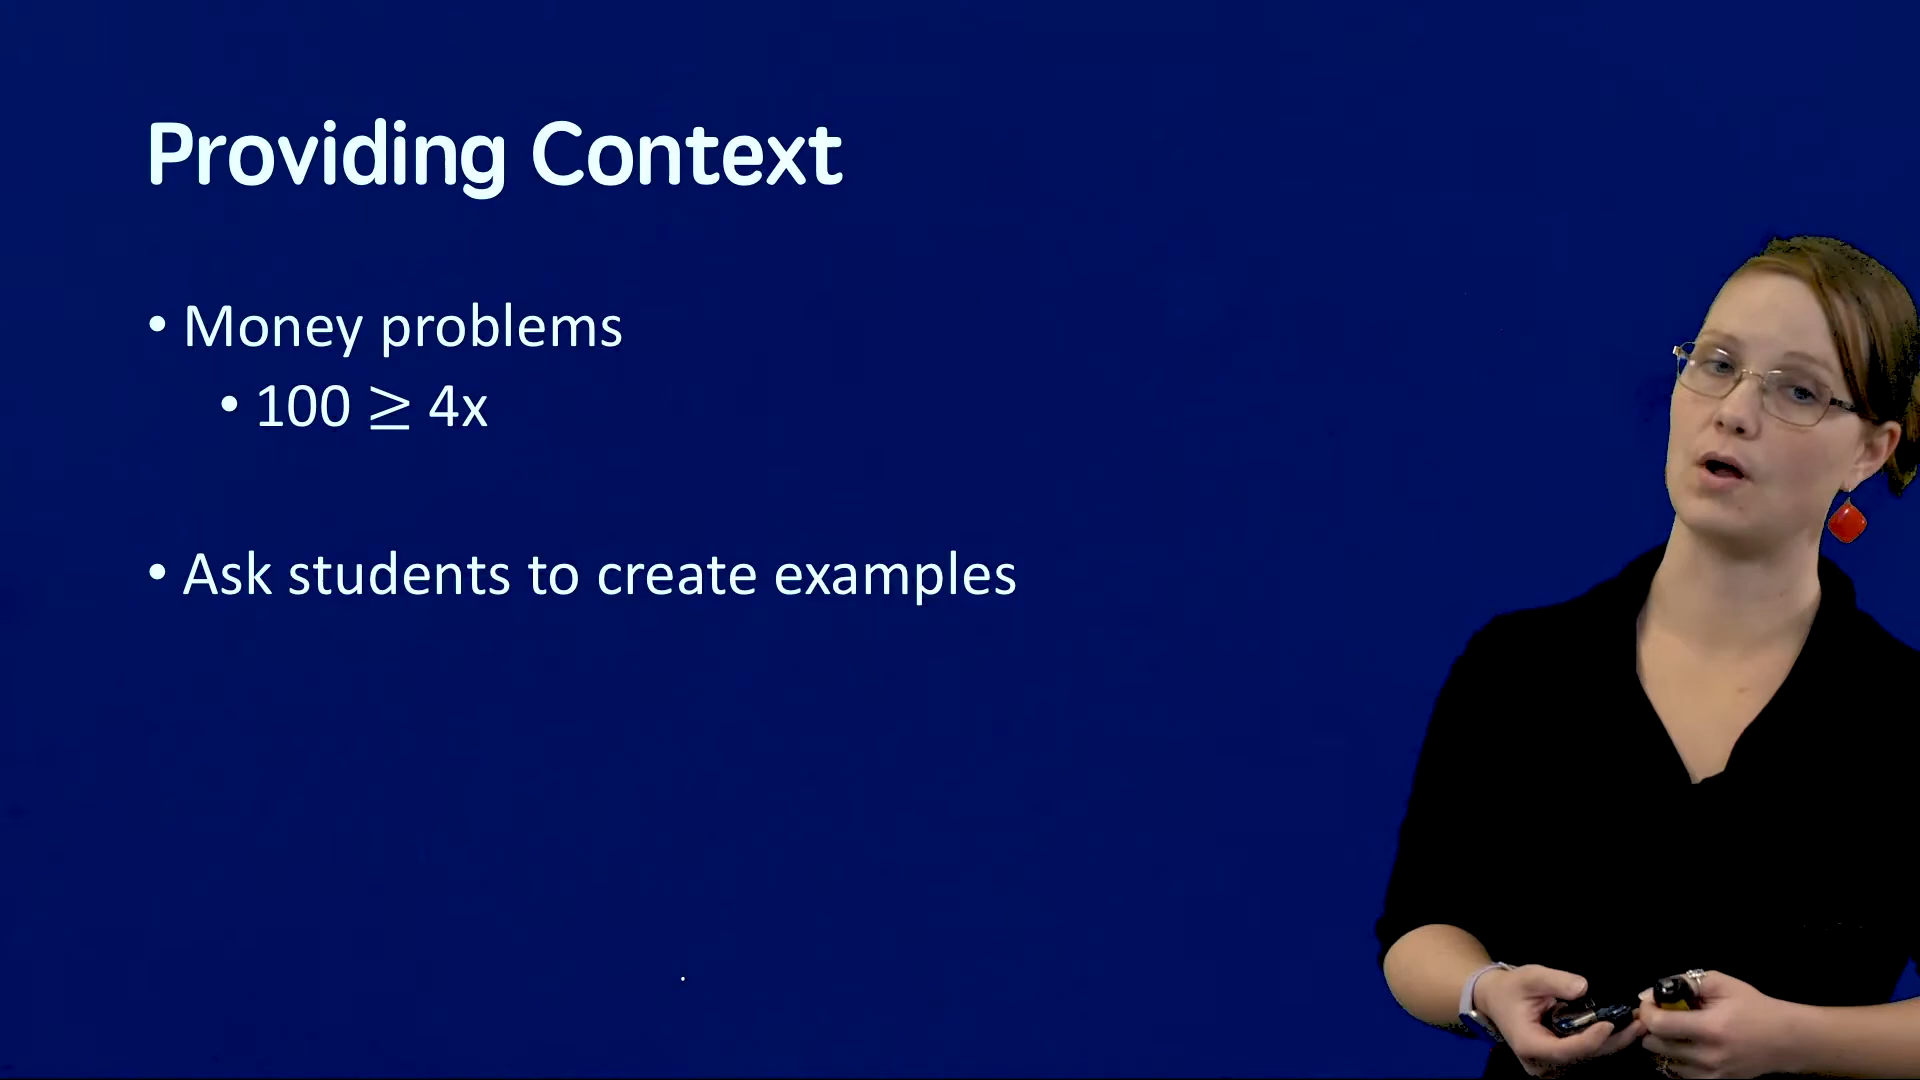 Providing Context
• Money problems
• 100 ≥ 4x
• Ask students to create examples